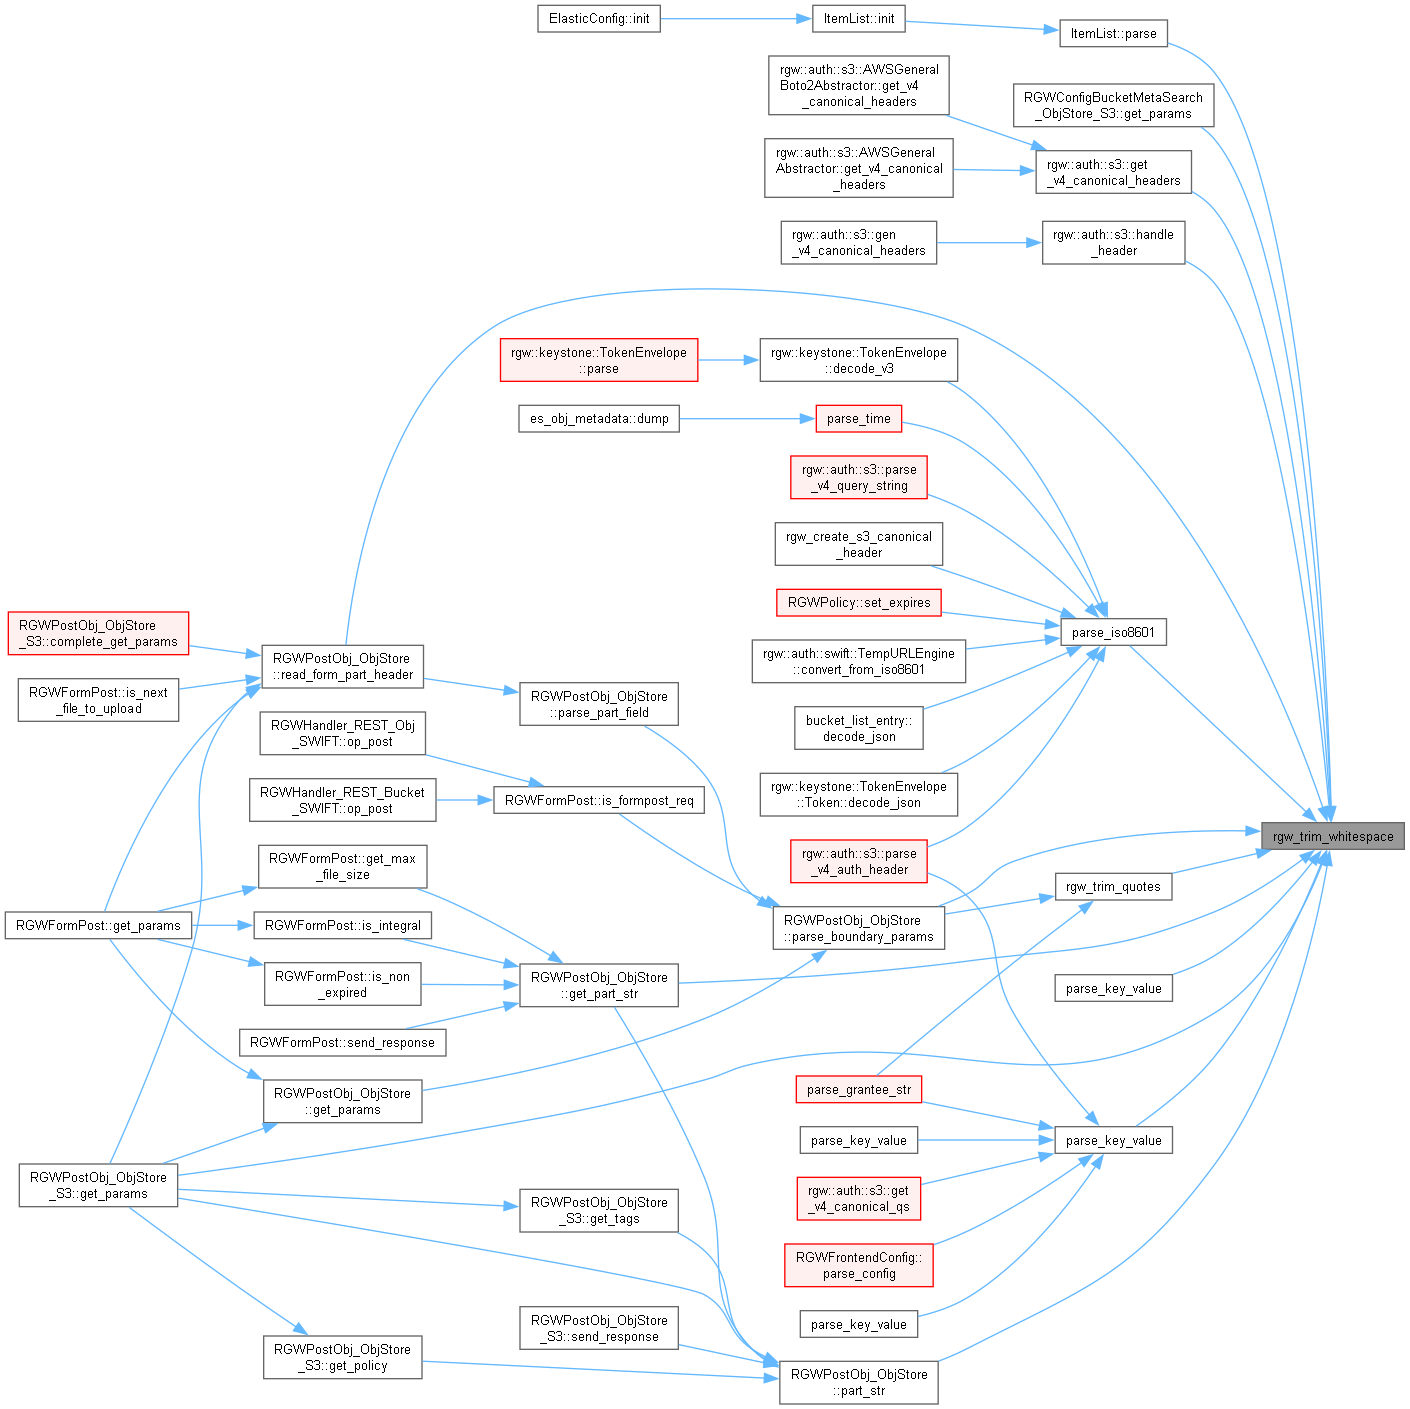 ElasticConfig::init
ItemList::init
ItemList::parse
rgw::auth::s3::AWSGeneral
Boto2Abstractor::get_v4
_canonical_headers
RGWConfigBucketMetaSearch
_ObjStore_S3::get_params
rgw::auth::s3::AWSGeneral
Abstractor::get_v4_canonical
_headers
rgw::auth::s3::get
_v4_canonical_headers
rgw::auth::s3::gen
_v4_canonical_headers
rgw::auth::s3::handle
_header
rgw::keystone::TokenEnvelope
::parse
rgw::keystone::TokenEnvelope
::decode_v3
es_obj_metadata::dump
parse_time
rgw::auth::s3::parse
_v4_query_string
rgw_create_s3_canonical
_header
RGWPolicy::set_expires
parse_iso8601
RGWPostObj_ObjStore
_S3::complete_get_params
RGWPostObj_ObjStore
::read_form_part_header
rgw::auth::swift::TempURLEngine
::convert_from_iso8601
RGWFormPost::is_next
_file_to_upload
RGWPostObj_ObjStore
::parse_part_field
RGWHandler_REST_Obj
_SWIFT::op_post
bucket_list_entry::
decode_json
RGWHandler_REST_Bucket
_SWIFT::op_post
RGWFormPost::is_formpost_req
rgw::keystone::TokenEnvelope
::Token::decode_json
rgw_trim_whitespace
RGWFormPost::get_max
_file_size
rgw::auth::s3::parse
_v4_auth_header
rgw_trim_quotes
RGWFormPost::get_params
RGWFormPost::is_integral
RGWPostObj_ObjStore
::parse_boundary_params
RGWFormPost::is_non
_expired
RGWPostObj_ObjStore
::get_part_str
parse_key_value
RGWFormPost::send_response
RGWPostObj_ObjStore
::get_params
parse_grantee_str
parse_key_value
parse_key_value
RGWPostObj_ObjStore
_S3::get_params
RGWPostObj_ObjStore
_S3::get_tags
rgw::auth::s3::get
_v4_canonical_qs
RGWFrontendConfig::
parse_config
RGWPostObj_ObjStore
_S3::send_response
parse_key_value
RGWPostObj_ObjStore
_S3::get_policy
RGWPostObj_ObjStore
::part_str